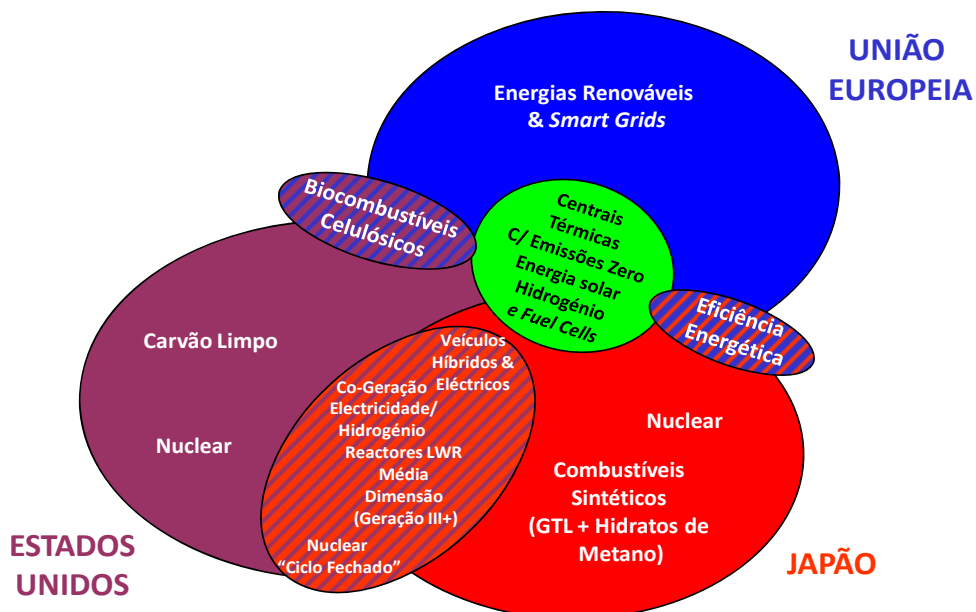 UNIÃO
EUROPEIA
Energias Renováveis
& Smart Grids
Biocombustíveis
Celulósicos
Centrais
Térmicas
C/ Emissões Zero
Energia solar
Hidrogénio
e Fuel Cells
Eficiência
Energética
Carvão Limpo
Nuclear
Veículos
Híbridos &
Eléctricos
Co-Geração
Electricidade/
Hidrogénio
Reactores LWR
Média
Dimensão
(Geração III+)
Nuclear
“Ciclo Fechado”
Nuclear
Combustíveis
Sintéticos
(GTL + Hidratos de
Metano)
ESTADOS
UNIDOS
JAPÃO